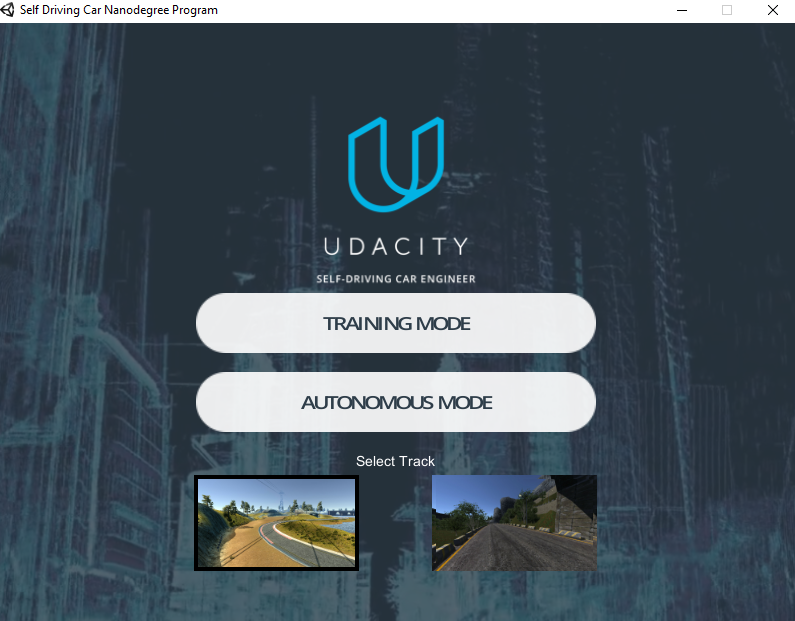 Self Driving Car Nanodegree Program
UDACITY
SELF-DRIVING CAR ENGINEER
TRAINING MODE
AUTONOMOUS MODE
Select Track